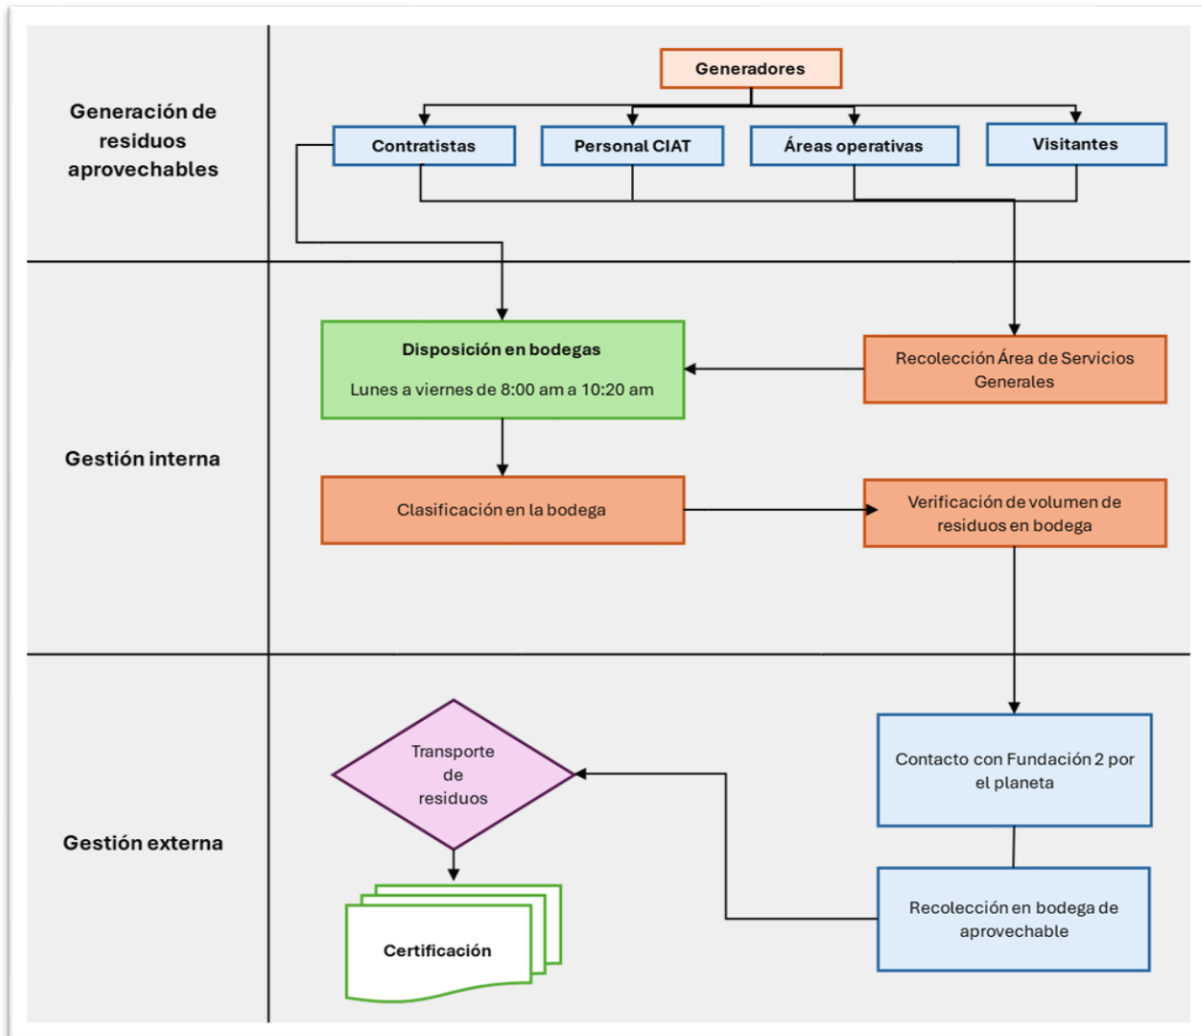 Generación de
residuos
aprovechables
Generadores
Contratistas
Personal CIAT
Áreas operativas
Visitantes
Gestión interna
Disposición en bodegas
Lunes a viernes de 8:00 am a 10:20 am
Recolección Área de Servicios
Generales
Clasificación en la bodega
Verificación de volumen de
residuos en bodega
Gestión externa
Transporte
de
residuos
Contacto con Fundación 2 por
el planeta
Certificación
Recolección en bodega de
aprovechable